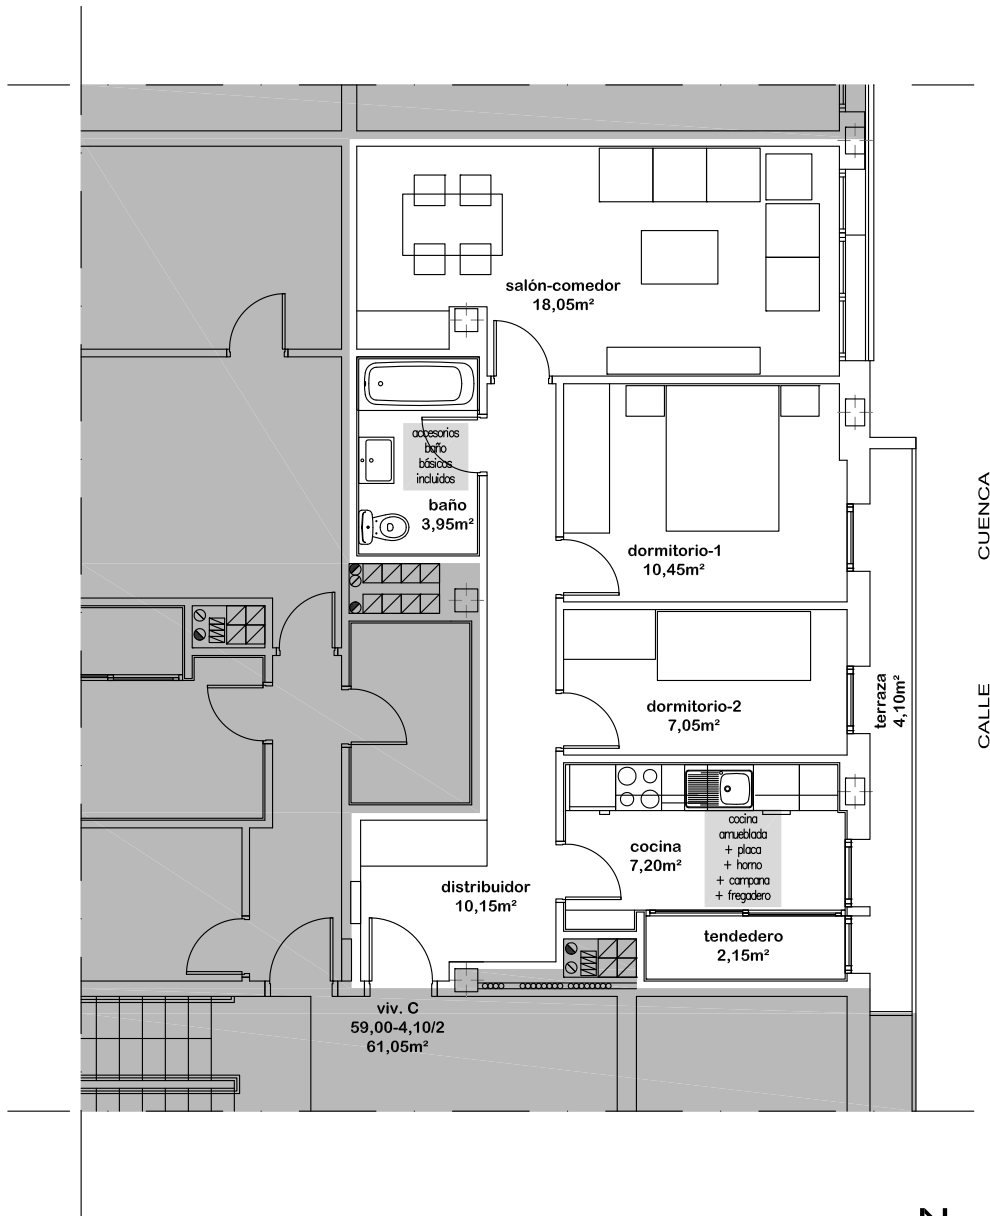 salón-comedor
18,05m²
accesorios
baño
básicos
incluidos
baño
3,95m²
dormitorio-1
10,45m²
dormitorio-2
7,05m²
terraza
4,10m²
CALLE CUENCA
cocina
amueblada
+ placa
+ horno
+ campana
+ fregadero
cocina
7,20m²
distribuidor
10,15m²
tendedero
2,15m²
viv. C
59,00-4,10/2
61,05m²
N